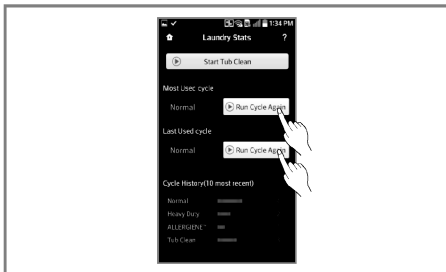 1:34 PM
Laundry Stats ?
Start Tub Clean
Most Used cycle
Normal Run Cycle Again
Last Used cycle
Normal Run Cycle Again
Cycle History(10 most recent)
Normal
Heavy Duty
ALLERGIENE™
Tub Clean